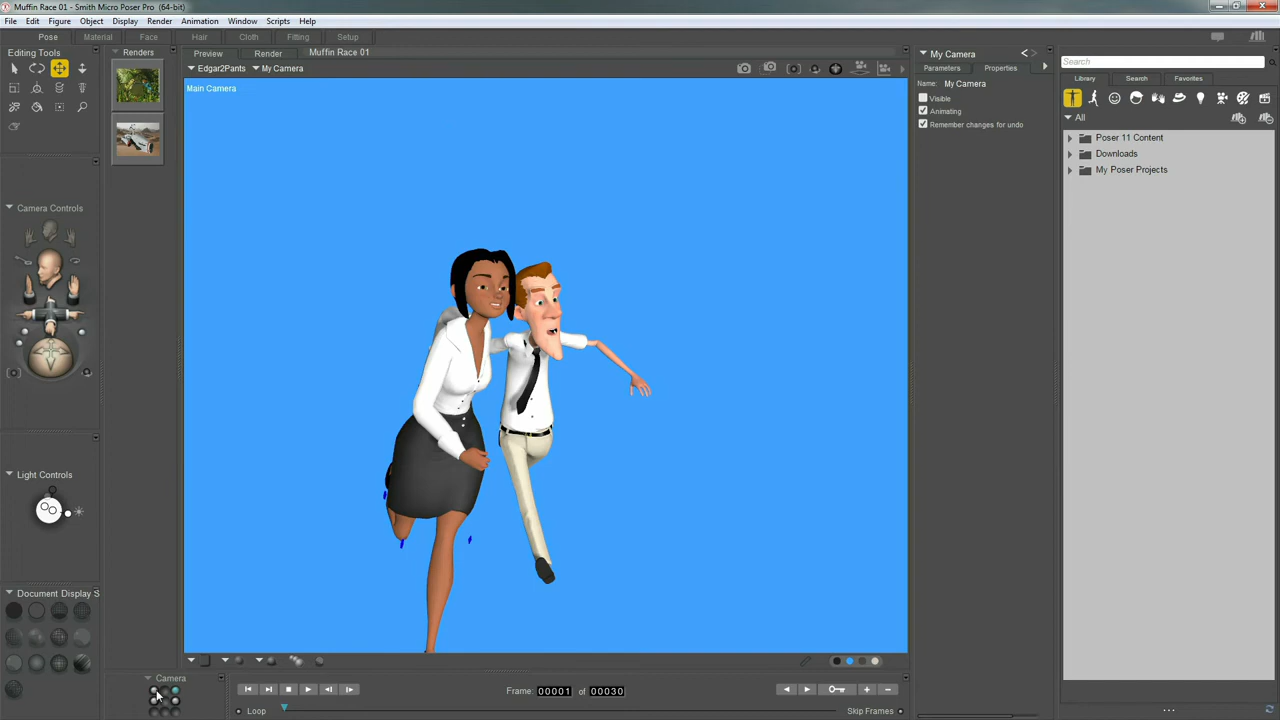 Muffin Race 01 - Smith Micro Poser Pro (64-bit)
File Edit Figure Object Display Render Animation Window Scripts Help
Pose Material Face Hair Cloth Fitting Setup
Editing Tools
Renders
Preview Render Muffin Race 01
Edgar2Pants My Camera
Main Camera
My Camera
Parameters Properties
Name: My Camera
Visible
Animating
Remember changes for undo
Search
Library Search Favorites
All
Poser 11 Content
Downloads
My Poser Projects
Camera Controls
Light Controls
Document Display S
Camera
Frame: 00001 of 00030
Loop
Skip Frames